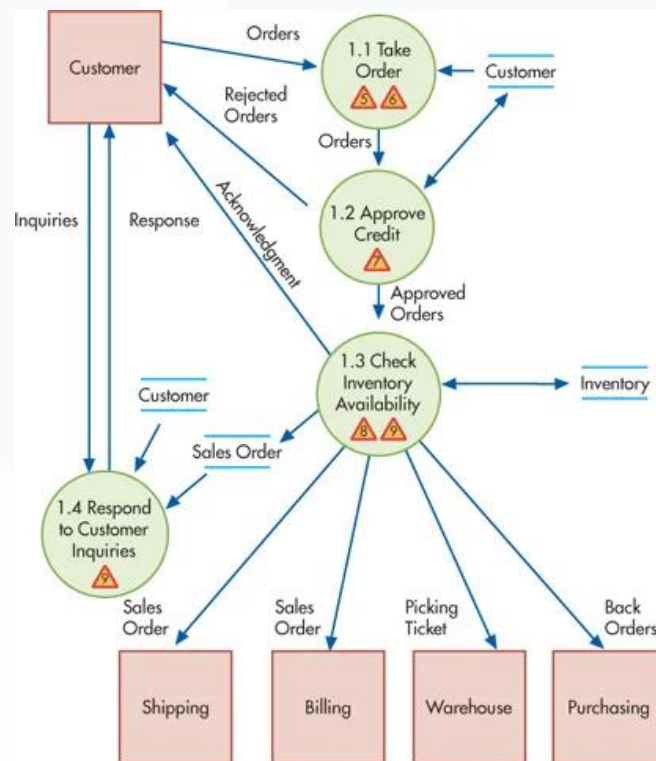 Customer
Orders
1.1 Take
Order
5 6
Customer
Rejected
Orders
Orders
Acknowledgment
1.2 Approve
Credit
7
Inquiries
Response
Approved
Orders
1.3 Check
Inventory
Availability
8 9
Inventory
Customer
Sales Order
1.4 Respond
to Customer
Inquiries
9
Sales
Order
Sales
Order
Picking
Ticket
Back
Orders
Shipping
Billing
Warehouse
Purchasing